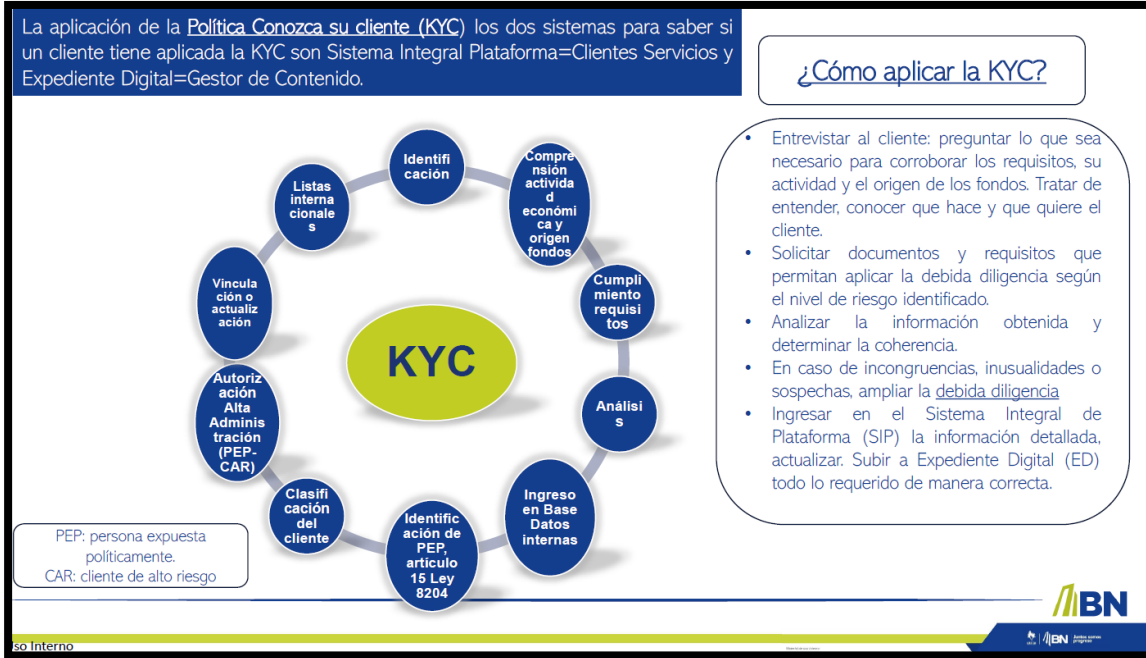 La aplicación de la Política Conozca su cliente (KYC) los dos sistemas para saber si
un cliente tiene aplicada la KYC son Sistema Integral Plataforma=Clientes Servicios y
Expediente Digital=Gestor de Contenido.
¿Cómo aplicar la KYC?
Identifi
cación
Compre
nsión
activida
d
económi
ca y
origen
fondos
Cumpli
miento
requisi
tos
Análisi
s
Ingreso
en Base
Datos
internas
Identific
ación de
PEP,
artículo
15 Ley
8204
Clasifi
cación
del
cliente
Autoriz
ación
Alta
Adminis
tración
(PEP-
CAR)
Vincula
ción o
actualiz
ación
Listas
interna
cionale
s
KYC
• Entrevistar al cliente: preguntar lo que sea
necesario para corroborar los requisitos, su
actividad y el origen de los fondos. Tratar de
entender, conocer que hace y que quiere el
cliente.
• Solicitar documentos y requisitos que
permitan aplicar la debida diligencia según
el nivel de riesgo identificado.
• Analizar la información obtenida y
determinar la coherencia.
• En caso de incongruencias, inusualidades o
sospechas, ampliar la debida diligencia
• Ingresar en el Sistema Integral de
Plataforma (SIP) la información detallada,
actualizar. Subir a Expediente Digital (ED)
todo lo requerido de manera correcta.
PEP: persona expuesta
políticamente.
CAR: cliente de alto riesgo
BN
BN
so Interno